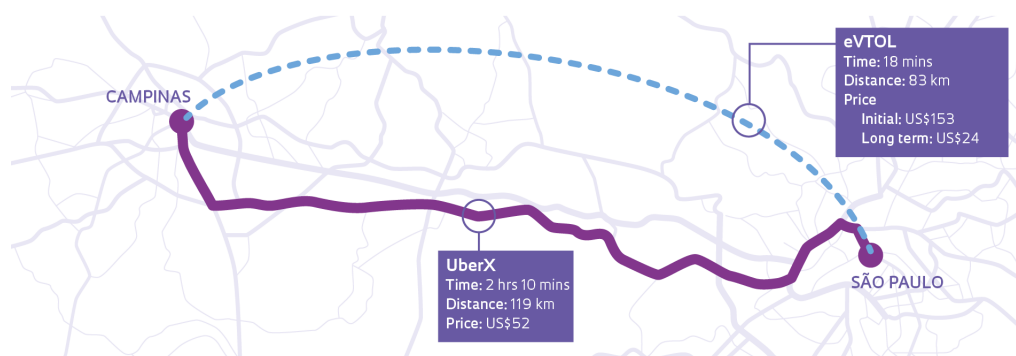 CAMPINAS
eVTOL
Time: 18 mins
Distance: 83 km
Price
Initial: US$153
Long term: US$24
UberX
Time: 2 hrs 10 mins
Distance: 119 km
Price: US$52
SÃO PAULO